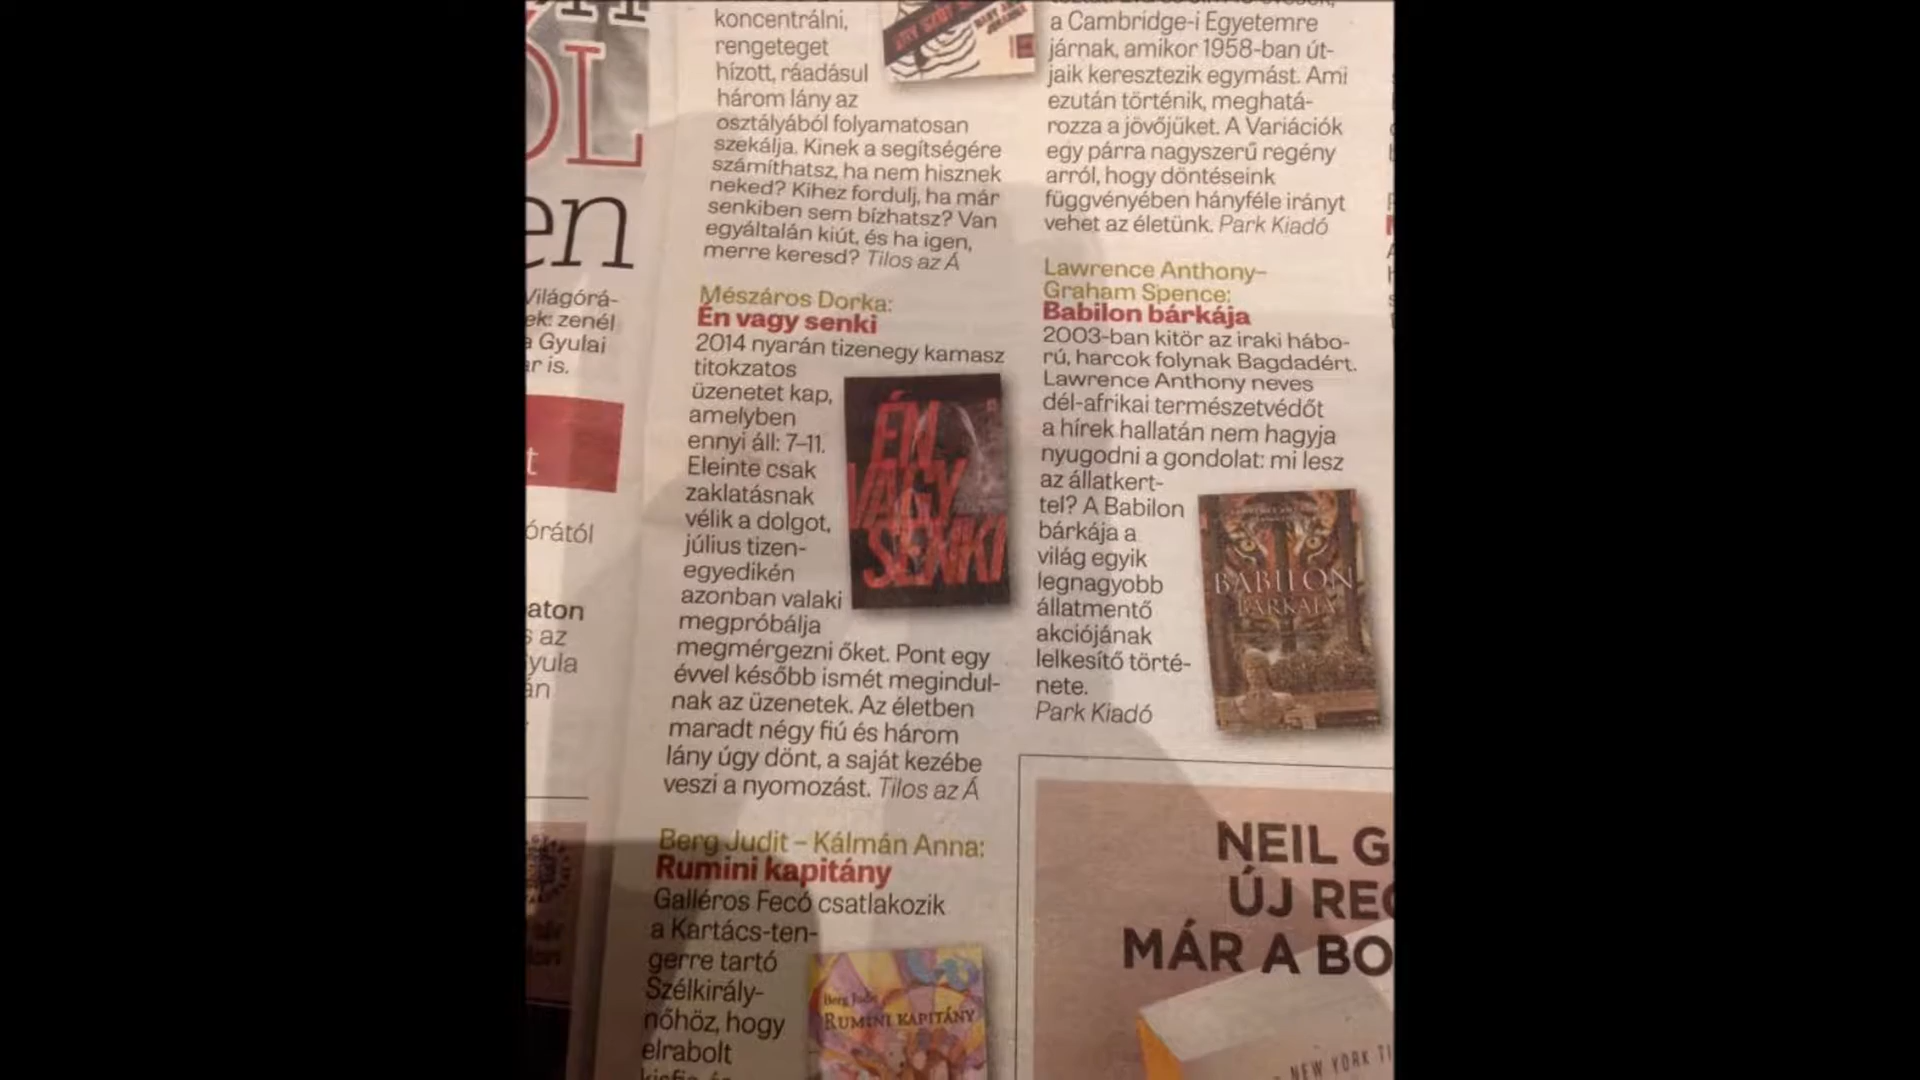 ÓL
en
Világórá-
ek: zenél
a Gyulai
ar is.
t
órától
aton
s az
yula
án
koncentrálni,
rengeteget
hízott, ráadásul
három lány az
osztályából folyamatosan
szekálja. Kinek a segítségére
számíthatsz, ha nem hisznek
neked? Kihez fordulj, ha már
senkiben sem bízhatsz? Van
egyáltalán kiút, és ha igen,
merre keresd? Tilos az Á
Mészáros Dorka:
Én vagy senki
2014 nyarán tizenegy kamasz
titokzatos
üzenetet kap,
amelyben
ennyi áll: 7–11.
Eleinte csak
zaklatásnak
vélik a dolgot,
július tizen-
egyedikén
azonban valaki
megpróbálja
megmérgezni őket. Pont egy
évvel később ismét megindul-
nak az üzenetek. Az életben
maradt négy fiú és három
lány úgy dönt, a saját kezébe
veszi a nyomozást. Tilos az Á
ÉN
VAGY
SENKI
Berg Judit – Kálmán Anna:
Rumini kapitány
Galléros Fecó csatlakozik
a Kartács-ten-
gerre tartó
Szélkirály-
nőhöz, hogy
elrabolt
Berg Judit
RUMINI KAPITÁNY
a Cambridge-i Egyetemre
járnak, amikor 1958-ban út-
jaik keresztezik egymást. Ami
ezután történik, meghatá-
rozza a jövőjüket. A Variációk
egy párra nagyszerű regény
arról, hogy döntéseink
függvényében hányféle irányt
vehet az életünk. Park Kiadó
Lawrence Anthony–
Graham Spence:
Babilon bárkája
2003-ban kitör az iraki hábo-
rú, harcok folynak Bagdadért.
Lawrence Anthony neves
dél-afrikai természetvédőt
a hírek hallatán nem hagyja
nyugodni a gondolat: mi lesz
az állatkert-
tel? A Babilon
bárkája a
világ egyik
legnagyobb
állatmentő
akciójának
lelkesítő törté-
nete.
Park Kiadó
BABILON
BÁRKÁJA
NEIL G
ÚJ REG
MÁR A BO
NEW YORK TI